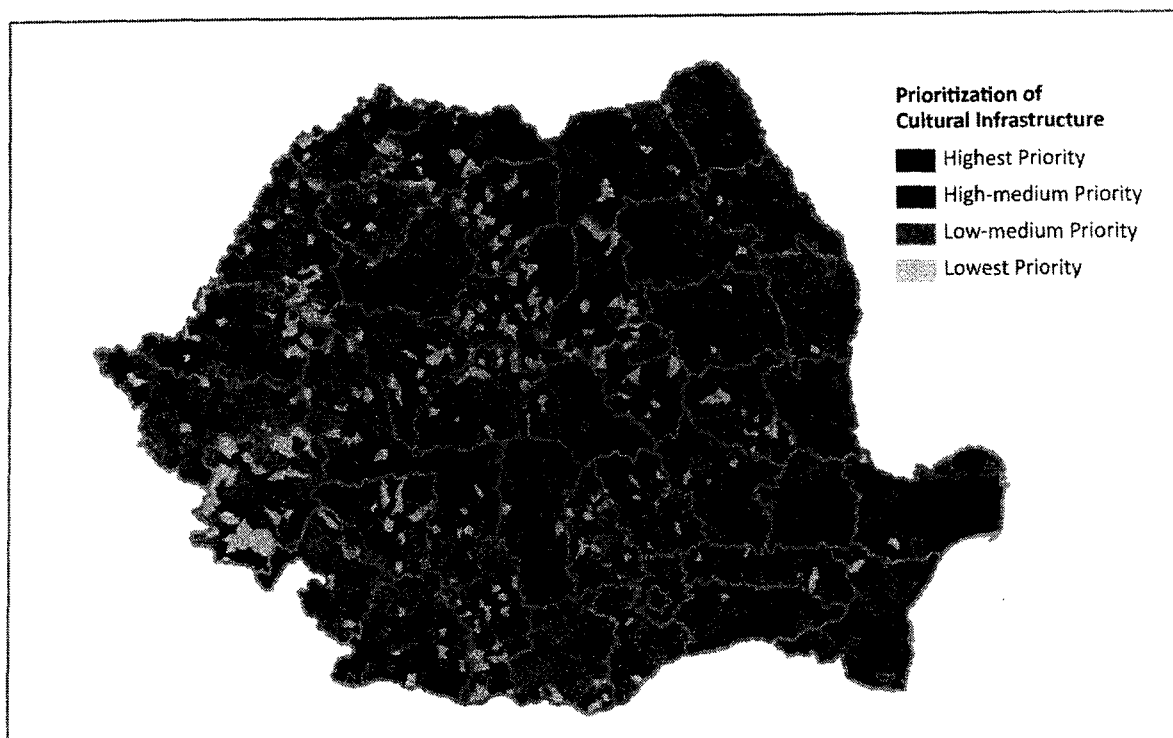 Prioritization of
Cultural Infrastructure
Highest Priority
High-medium Priority
Low-medium Priority
Lowest Priority